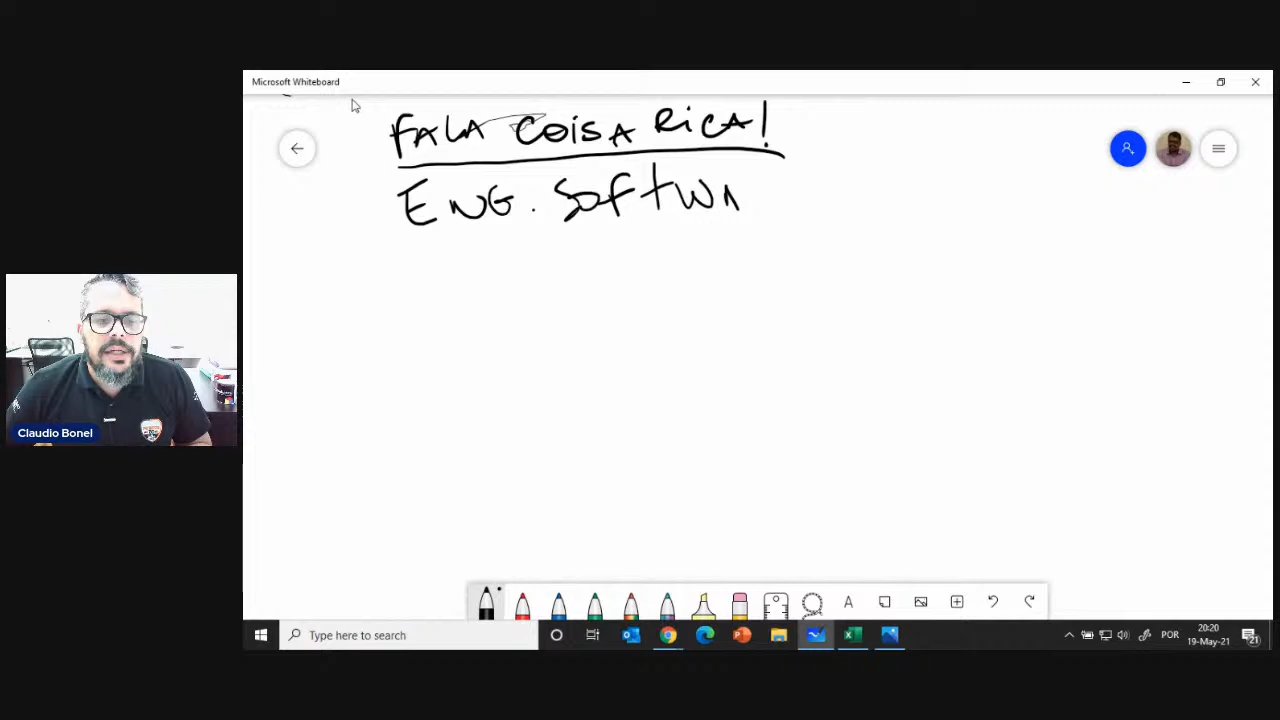 Microsoft Whiteboard
FALA COISA RICA!
ENG. SOFTWA
Claudio Bonel
Type here to search
POR
20:20
19-May-21
21